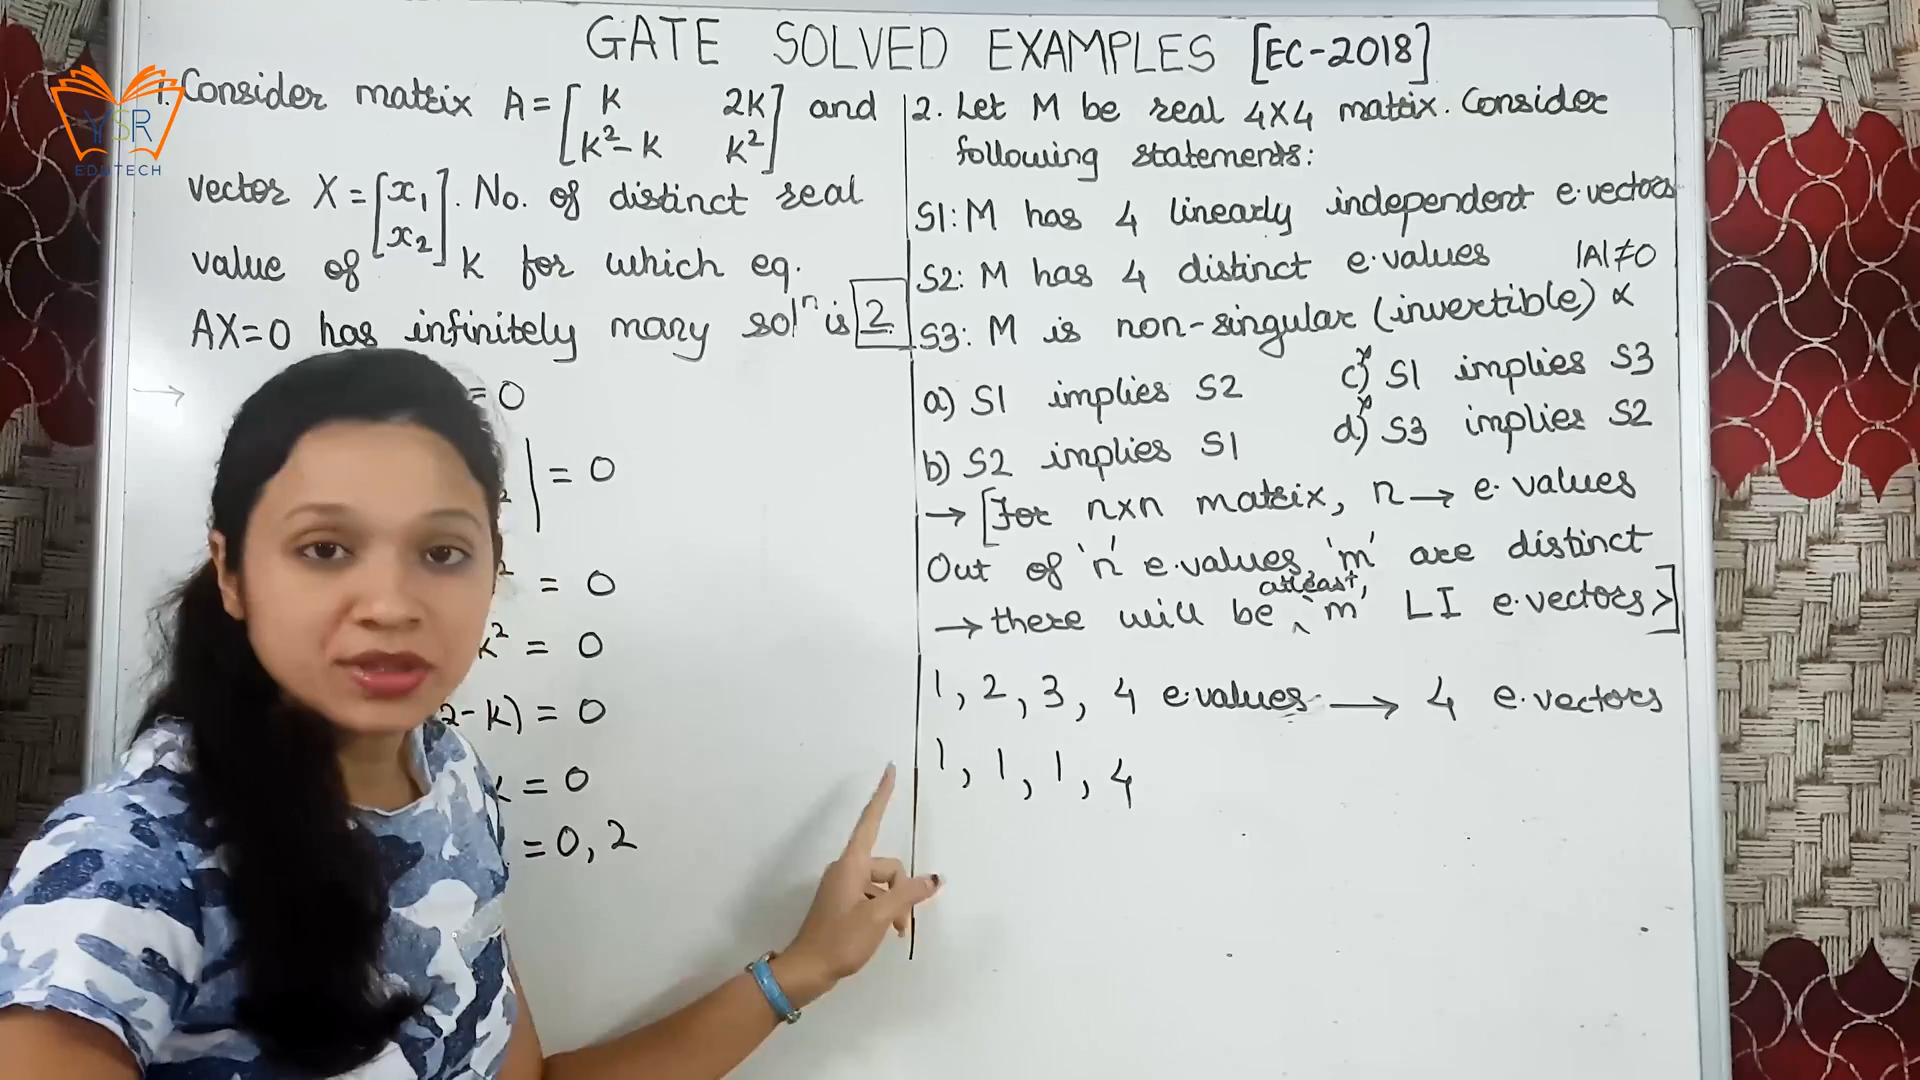 GATE SOLVED EXAMPLES [EC-2018]
YSR
EDUTECH
1. Consider matrix A = [K 2K
K²-K K²] and
vector X = [x₁
x₂]. No. of distinct real
value of K for which eq.
AX=0 has infinitely many solⁿ is 2
→ =0
² | = 0
² = 0
K² = 0
2-K) = 0
K = 0
= 0, 2
2. Let M be real 4X4 matrix. Consider
following statements:
S1: M has 4 linearly independent e.vectors
S2: M has 4 distinct e.values |A|≠0
S3: M is non-singular (invertible) ∝
a) S1 implies S2
b) S2 implies S1
c) S1 implies S3
d) S3 implies S2
→ [For nxn matrix, n → e.values
Out of 'n' e.values, 'm' are distinct
→ there will be atleast 'm' LI e.vectors>]
1, 2, 3, 4 e.values → 4 e.vectors
1, 1, 1, 4